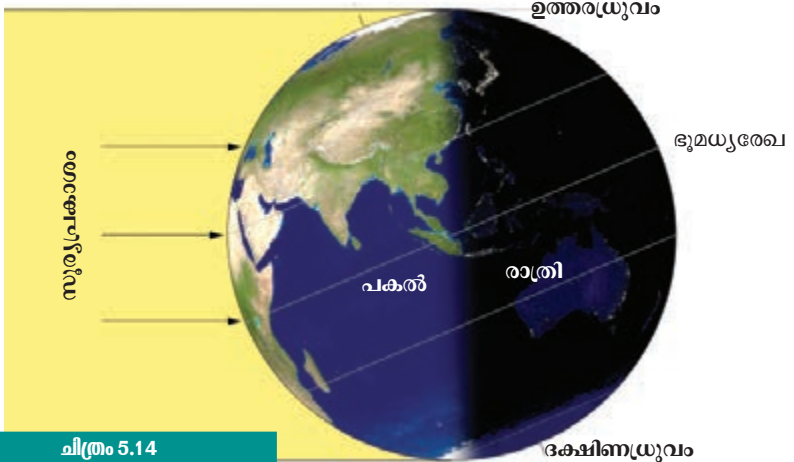 ഉത്തരധ്രുവം
ഭൂമധ്യരേഖ
സൂര്യപ്രകാശം
പകൽ
രാത്രി
ദക്ഷിണധ്രുവം
ചിത്രം 5.14